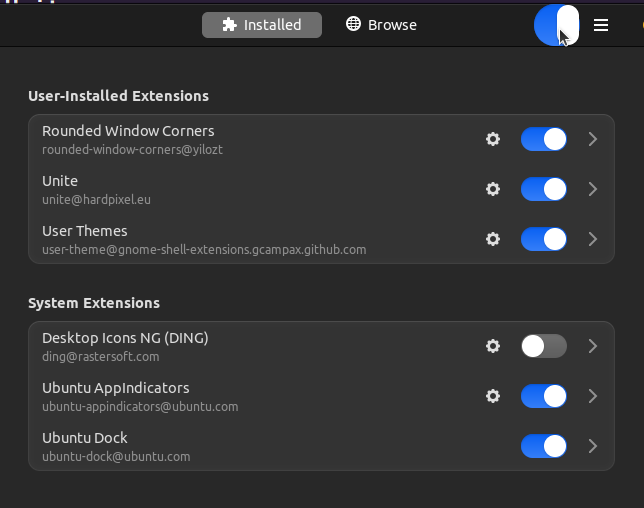 Installed
Browse
User-Installed Extensions
Rounded Window Corners
rounded-window-corners@yilozt
Unite
unite@hardpixel.eu
User Themes
user-theme@gnome-shell-extensions.gcampax.github.com
System Extensions
Desktop Icons NG (DING)
ding@rastersoft.com
Ubuntu AppIndicators
ubuntu-appindicators@ubuntu.com
Ubuntu Dock
ubuntu-dock@ubuntu.com